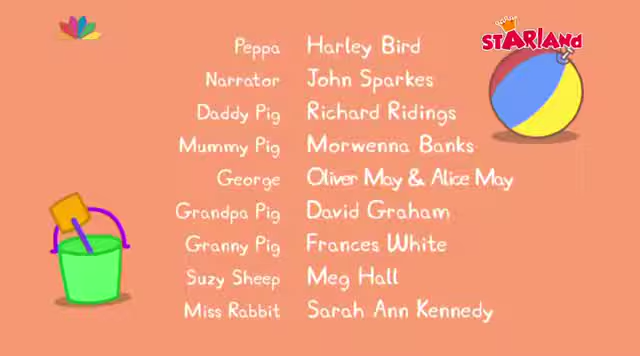 STARLAND
Peppa Harley Bird
Narrator John Sparkes
Daddy Pig Richard Ridings
Mummy Pig Morwenna Banks
George Oliver May & Alice May
Grandpa Pig David Graham
Granny Pig Frances White
Suzy Sheep Meg Hall
Miss Rabbit Sarah Ann Kennedy